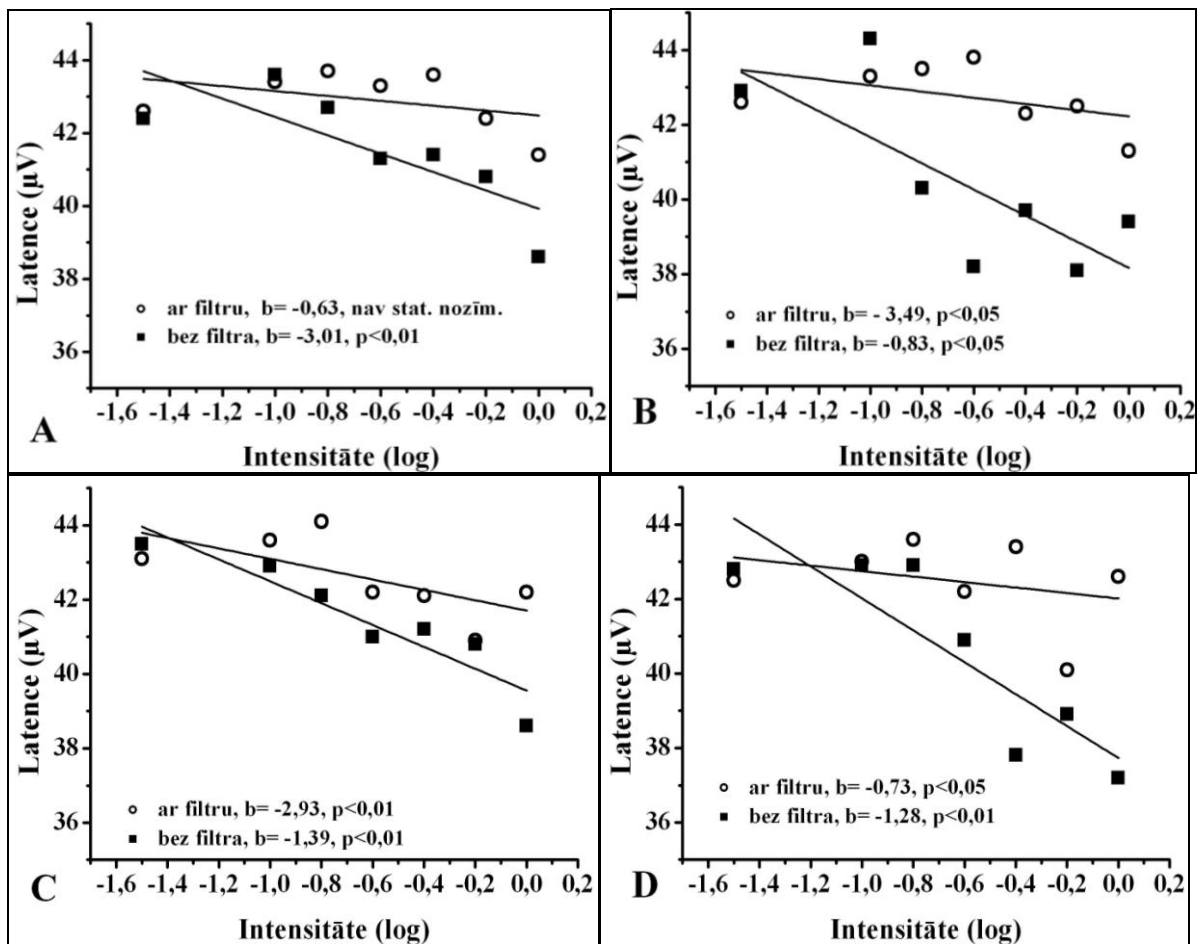 44
42
40
38
36
Latence (µV)
ar filtru, b= -0,63, nav stat. nozīm.
bez filtra, b= -3,01, p<0,01
-1,6 -1,4 -1,2 -1,0 -0,8 -0,6 -0,4 -0,2 0,0 0,2
A
Intensitāte (log)
44
42
40
38
36
Latence (µV)
ar filtru, b= - 3,49, p<0,05
bez filtra, b= -0,83, p<0,05
-1,6 -1,4 -1,2 -1,0 -0,8 -0,6 -0,4 -0,2 0,0 0,2
B
Intensitāte (log)
44
42
40
38
36
Latence (µV)
ar filtru, b= -2,93, p<0,01
bez filtra, b= -1,39, p<0,01
-1,6 -1,4 -1,2 -1,0 -0,8 -0,6 -0,4 -0,2 0,0 0,2
C
Intensitāte (log)
44
42
40
38
36
Latence (µV)
ar filtru, b= -0,73, p<0,05
bez filtra, b= -1,28, p<0,01
-1,6 -1,4 -1,2 -1,0 -0,8 -0,6 -0,4 -0,2 0,0 0,2
D
Intensitāte (log)